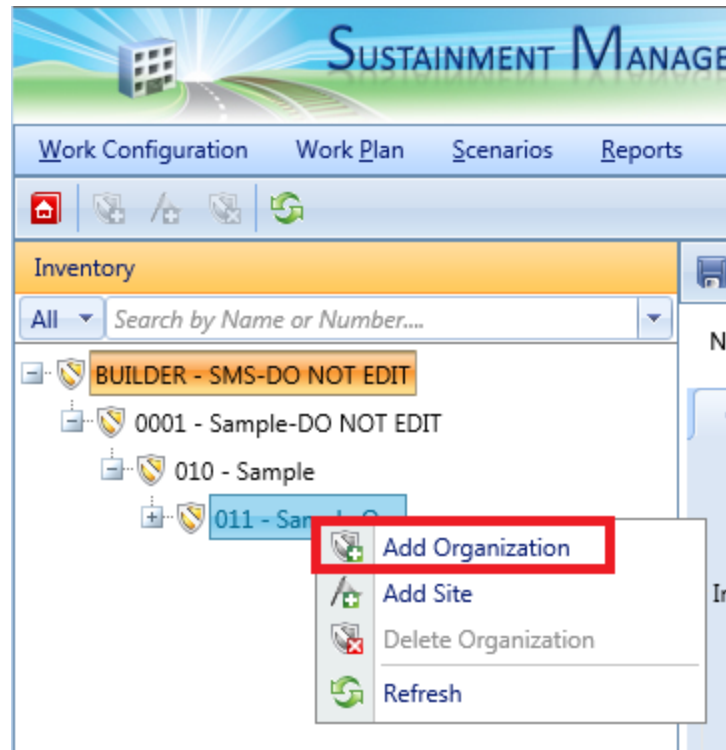 SUSTAINMENT MANAGE
Work Configuration Work Plan Scenarios Reports
Inventory
All Search by Name or Number....
N
BUILDER - SMS-DO NOT EDIT
0001 - Sample-DO NOT EDIT
010 - Sample
011 -
Add Organization
Add Site
In
Delete Organization
Refresh